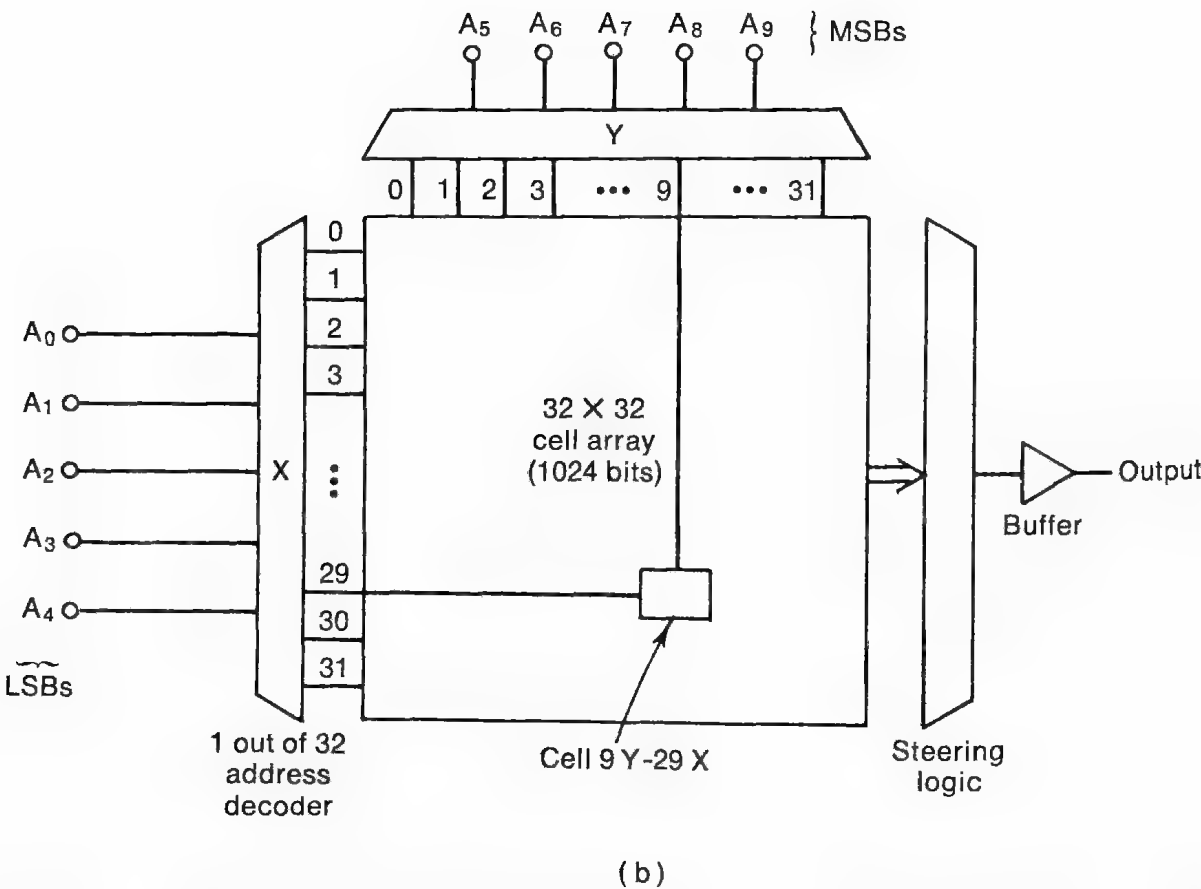 A5 A6 A7 A8 A9 } MSBs
Y
0 1 2 3 ••• 9 ••• 31
0
1
2
3
•••
29
30
31
A0
A1
A2
A3
A4
LSBs
X
32 X 32
cell array
(1024 bits)
Output
Buffer
1 out of 32
address
decoder
Cell 9 Y-29 X
Steering
logic
(b)